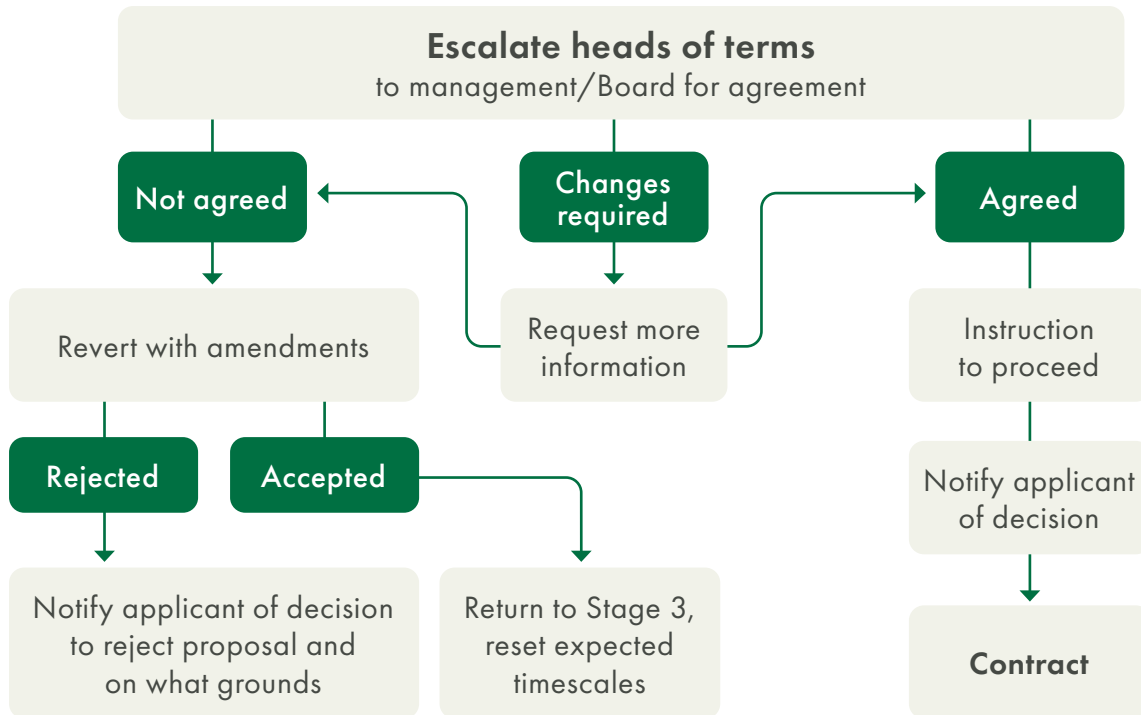 Escalate heads of terms
to management/Board for agreement
Not agreed
Changes
required
Agreed
Revert with amendments
Request more
information
Instruction
to proceed
Rejected
Accepted
Notify applicant
of decision
Notify applicant of decision
to reject proposal and
on what grounds
Return to Stage 3,
reset expected
timescales
Contract